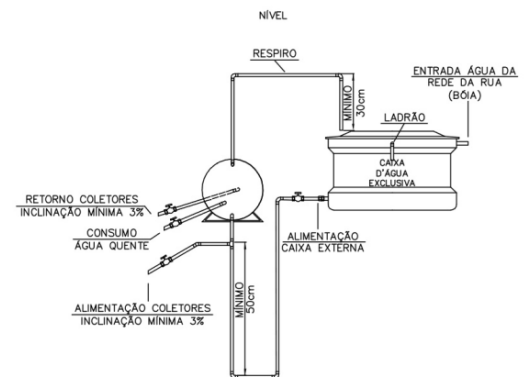 NÍVEL
RESPIRO
ENTRADA ÁGUA DA
REDE DA RUA
(BÓIA)
MÍNIMO
30cm
LADRÃO
CAIXA
D'ÁGUA
EXCLUSIVA
RETORNO COLETORES
INCLINAÇÃO MÍNIMA 3%
CONSUMO
ÁGUA QUENTE
ALIMENTAÇÃO
CAIXA EXTERNA
MÍNIMO
50cm
ALIMENTAÇÃO COLETORES
INCLINAÇÃO MÍNIMA 3%